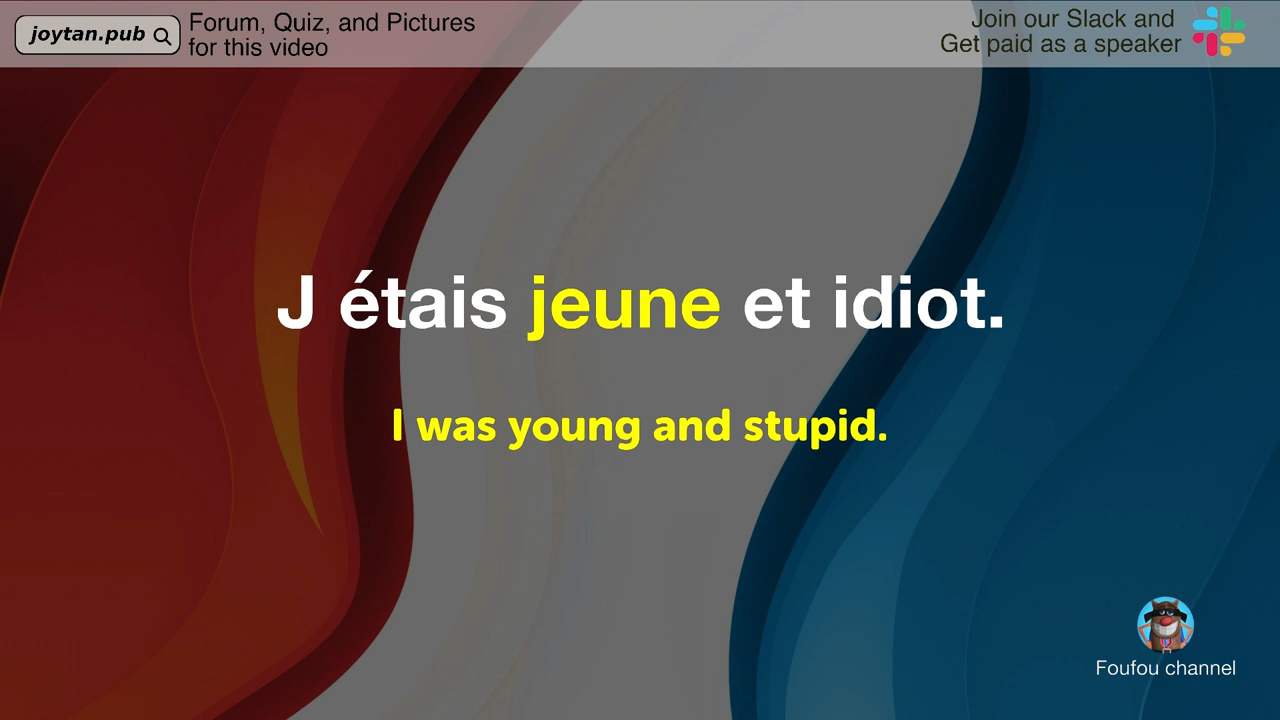 joytan.pub
Forum, Quiz, and Pictures
for this video
Join our Slack and
Get paid as a speaker
J étais jeune et idiot.
I was young and stupid.
Foufou channel